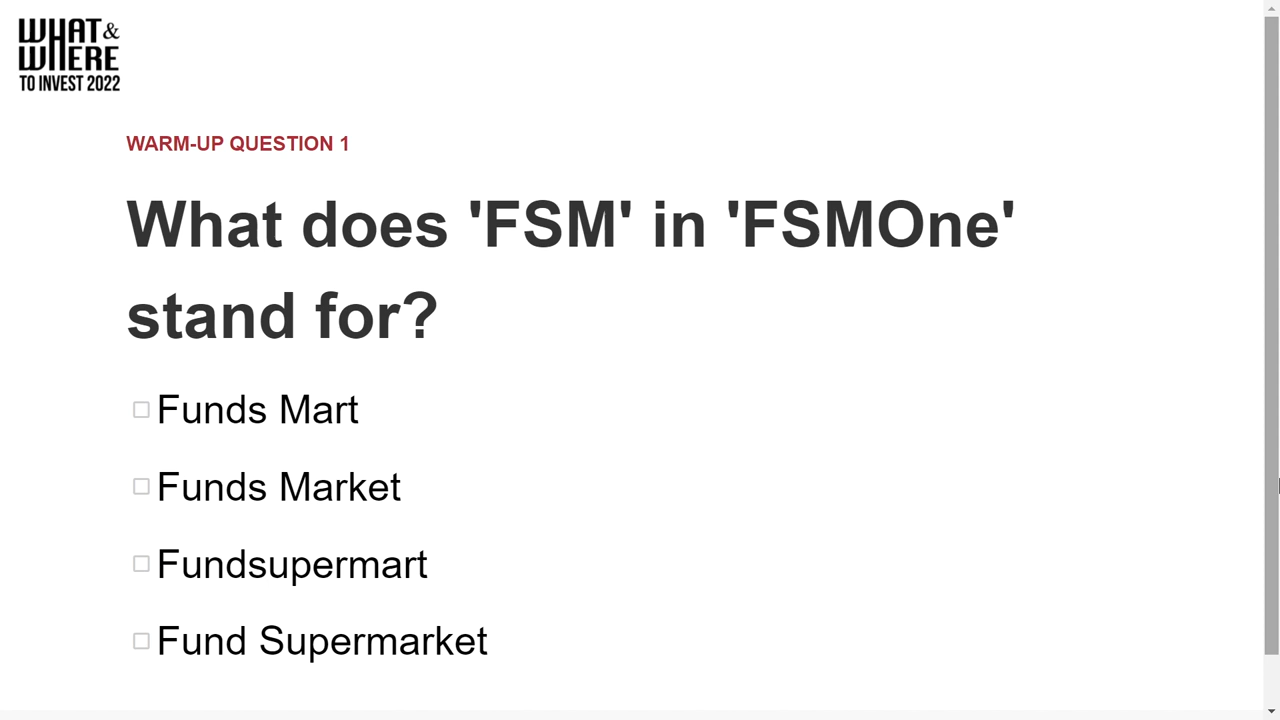 WHAT &
WHERE
TO INVEST 2022
WARM-UP QUESTION 1
What does 'FSM' in 'FSMOne'
stand for?
Funds Mart
Funds Market
Fundsupermart
Fund Supermarket